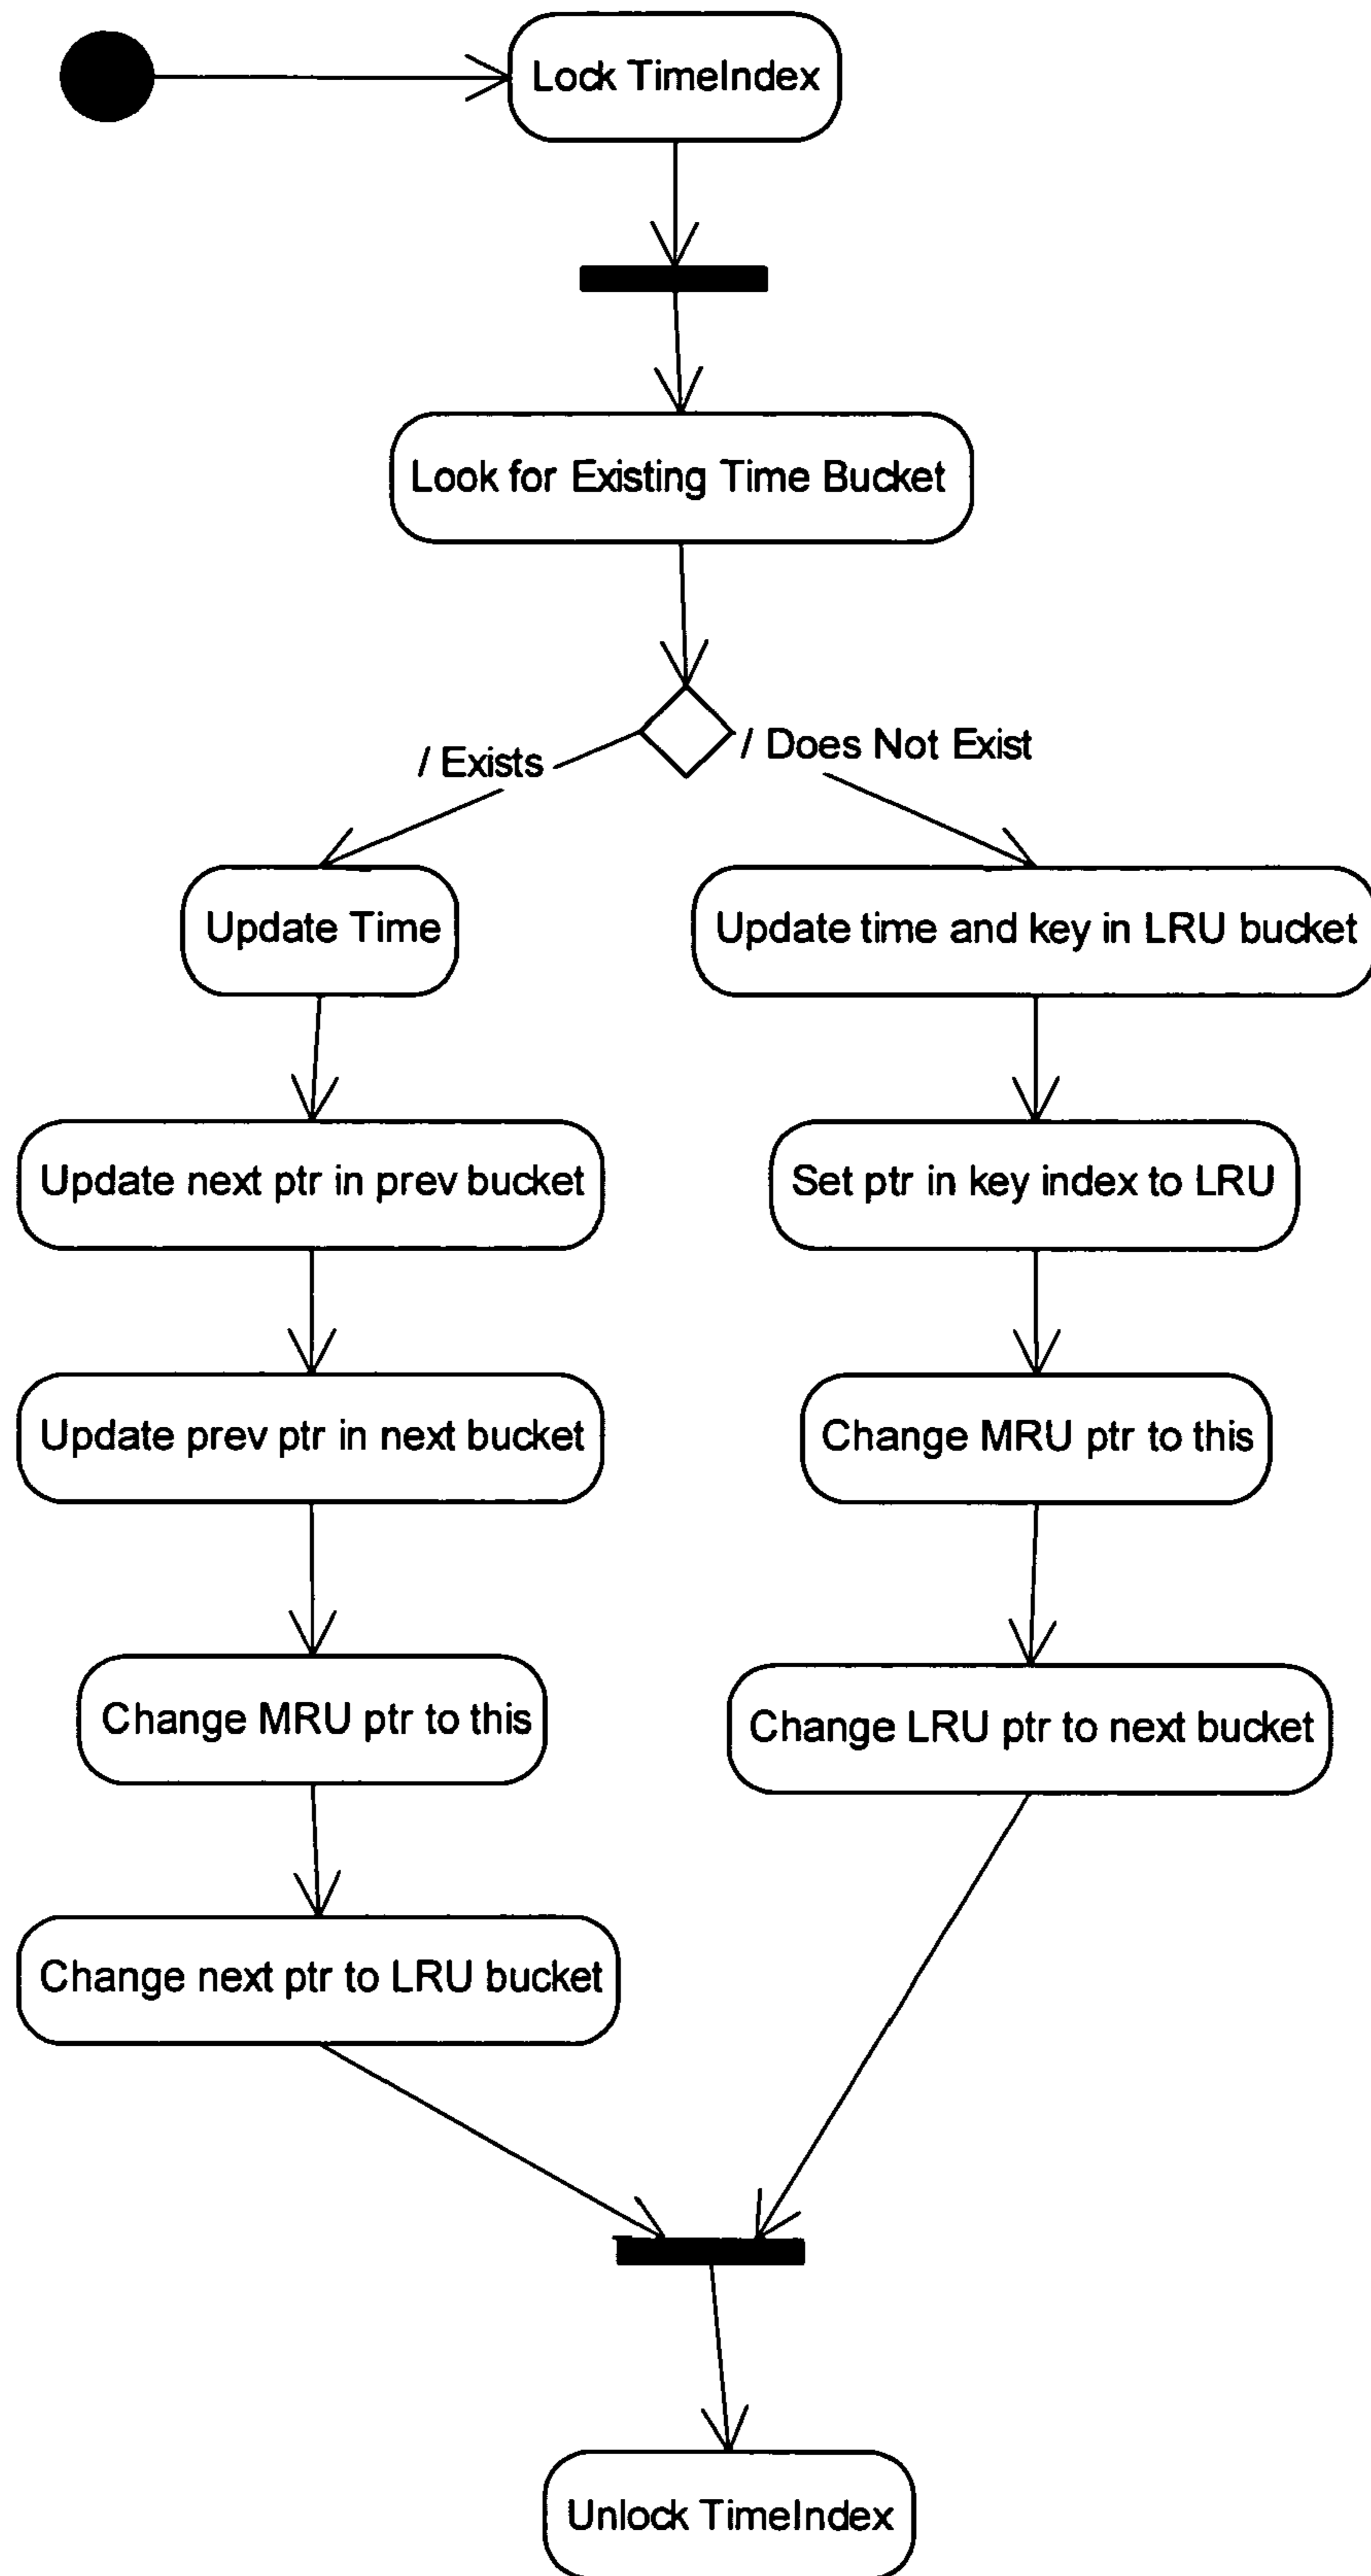 Lock TimeIndex
Look for Existing Time Bucket
/ Exists
/ Does Not Exist
Update Time
Update time and key in LRU bucket
Update next ptr in prev bucket
Set ptr in key index to LRU
Update prev ptr in next bucket
Change MRU ptr to this
Change MRU ptr to this
Change LRU ptr to next bucket
Change next ptr to LRU bucket
Unlock TimeIndex